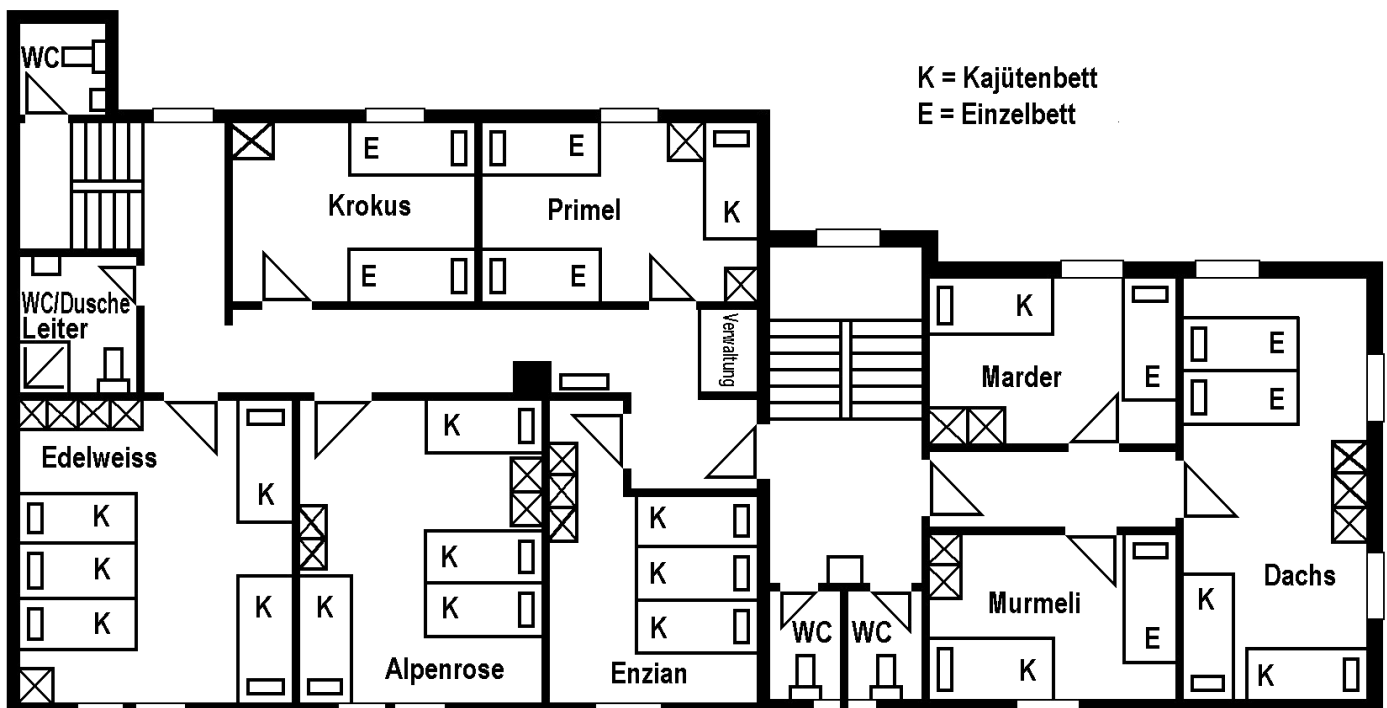 WC
K = Kajütenbett
E = Einzelbett
E
E
Krokus
Primel
K
E
E
WC/Dusche
Leiter
Verwaltung
K
E
Marder
E
E
Edelweiss
K
K
K
K
K
K
Alpenrose
K
K
K
Enzian
K
K
K
WC
WC
Murmeli
E
K
Dachs
K
K